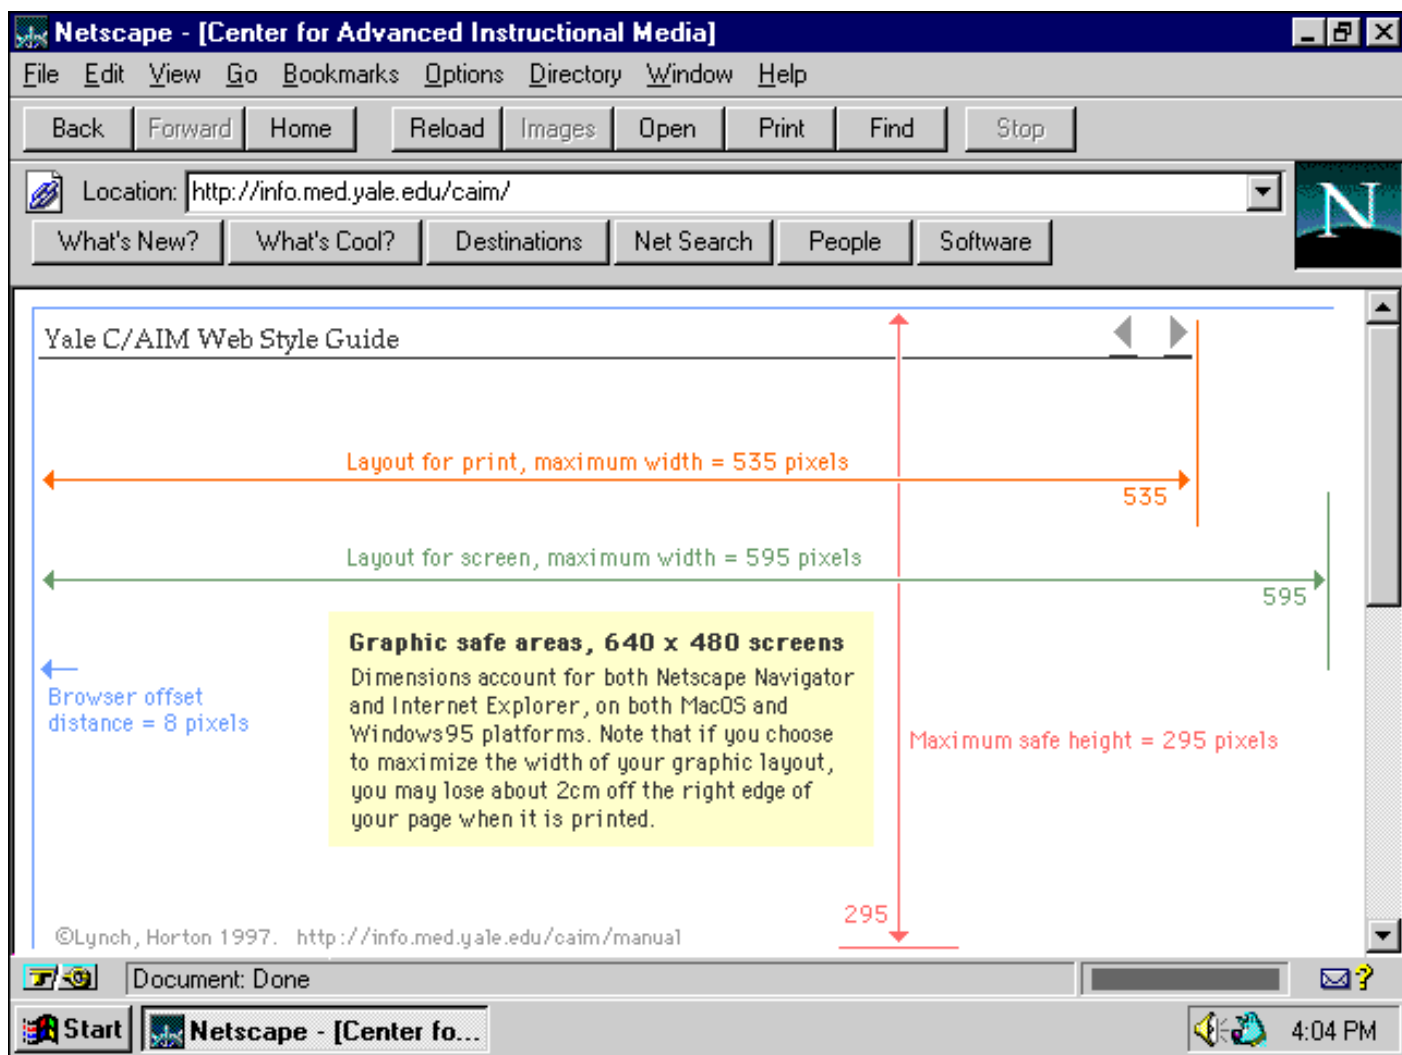 Netscape - [Center for Advanced Instructional Media]
File Edit View Go Bookmarks Options Directory Window Help
Back Forward Home Reload Images Open Print Find Stop
Location: http://info.med.yale.edu/caim/
N
What's New? What's Cool? Destinations Net Search People Software
Yale C/AIM Web Style Guide
Layout for print, maximum width = 535 pixels
535
Layout for screen, maximum width = 595 pixels
595
Graphic safe areas, 640 x 480 screens
Dimensions account for both Netscape Navigator
and Internet Explorer, on both MacOS and
Windows95 platforms. Note that if you choose
to maximize the width of your graphic layout,
you may lose about 2cm off the right edge of
your page when it is printed.
Browser offset
distance = 8 pixels
Maximum safe height = 295 pixels
295
©Lynch, Horton 1997. http://info.med.yale.edu/caim/manual
Document: Done
?
Start Netscape - [Center fo... 4:04 PM